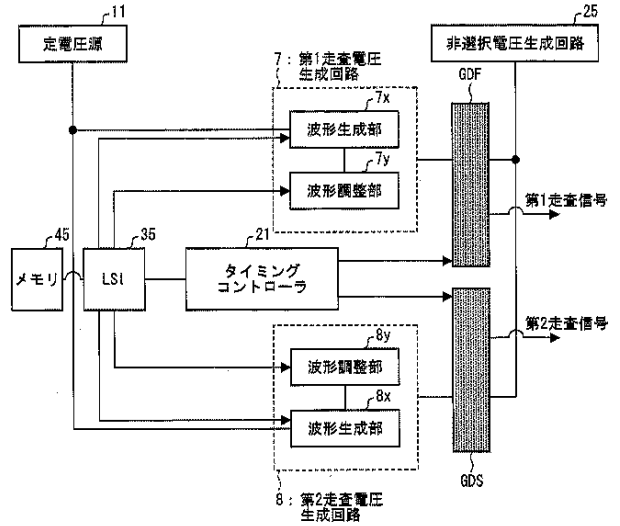 11
定電圧源
25
非選択電圧生成回路
7：第1走査電圧
生成回路
GDF
7x
波形生成部
7y
波形調整部
第1走査信号
45
メモリ
35
LSI
21
タイミング
コントローラ
第2走査信号
8y
波形調整部
8x
波形生成部
GDS
8：第2走査電圧
生成回路